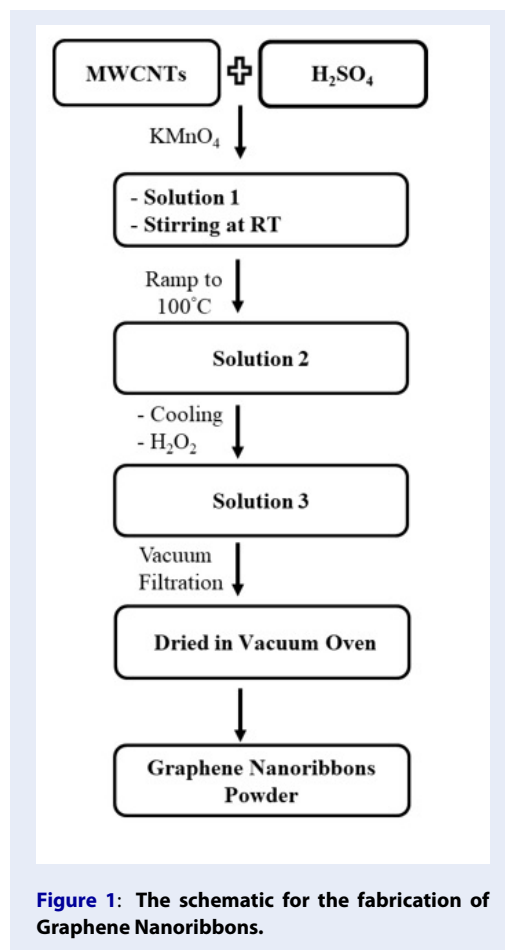 MWCNTs
H₂SO₄
KMnO₄
- Solution 1
- Stirring at RT
Ramp to
100°C
Solution 2
- Cooling
- H₂O₂
Solution 3
Vacuum
Filtration
Dried in Vacuum Oven
Graphene Nanoribbons
Powder
Figure 1: The schematic for the fabrication of
Graphene Nanoribbons.